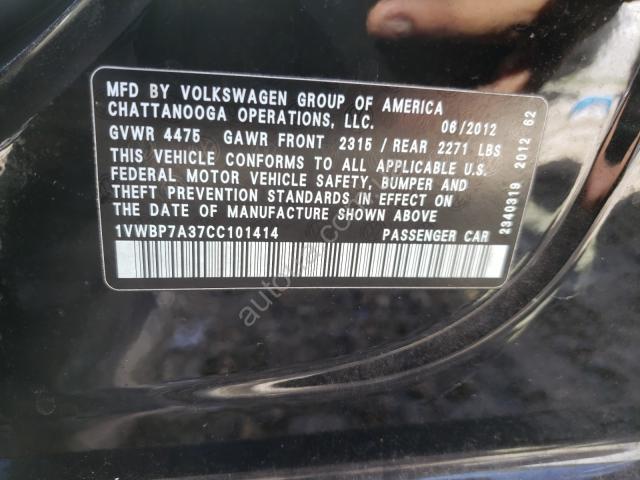 MFD BY VOLKSWAGEN GROUP OF AMERICA
CHATTANOOGA OPERATIONS, LLC. 06/2012
GVWR 4475 GAWR FRONT 2315 / REAR 2271 LBS
THIS VEHICLE CONFORMS TO ALL APPLICABLE U.S.
FEDERAL MOTOR VEHICLE SAFETY, BUMPER AND
THEFT PREVENTION STANDARDS IN EFFECT ON
THE DATE OF MANUFACTURE SHOWN ABOVE
1VWBP7A37CC101414 PASSENGER CAR
2340319 2012 62